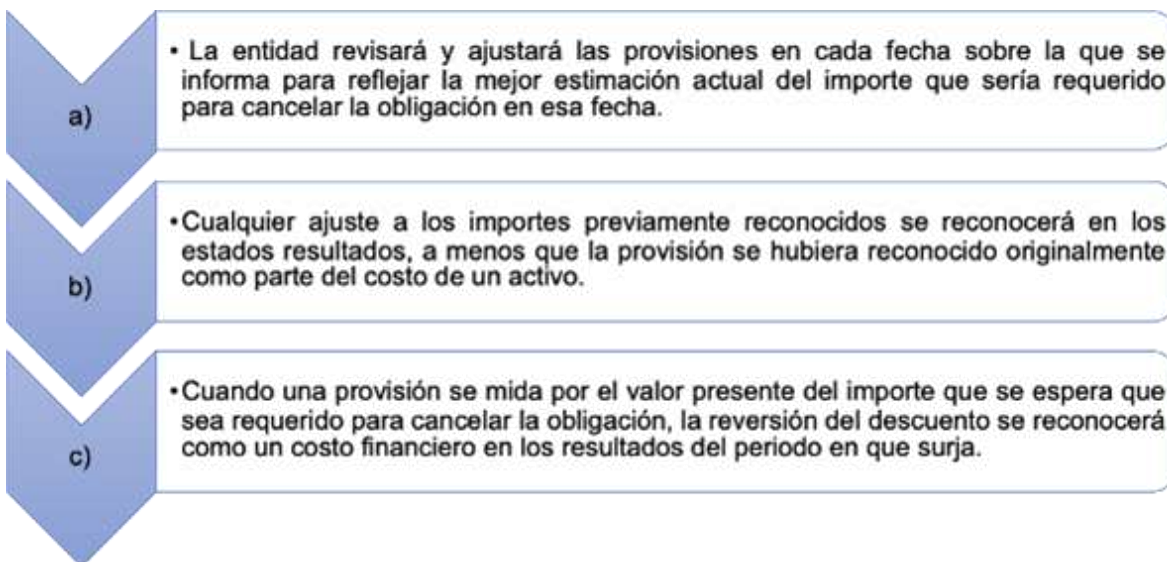 a)
• La entidad revisará y ajustará las provisiones en cada fecha sobre la que se
informa para reflejar la mejor estimación actual del importe que sería requerido
para cancelar la obligación en esa fecha.
b)
•Cualquier ajuste a los importes previamente reconocidos se reconocerá en los
estados resultados, a menos que la provisión se hubiera reconocido originalmente
como parte del costo de un activo.
c)
•Cuando una provisión se mida por el valor presente del importe que se espera que
sea requerido para cancelar la obligación, la reversión del descuento se reconocerá
como un costo financiero en los resultados del periodo en que surja.